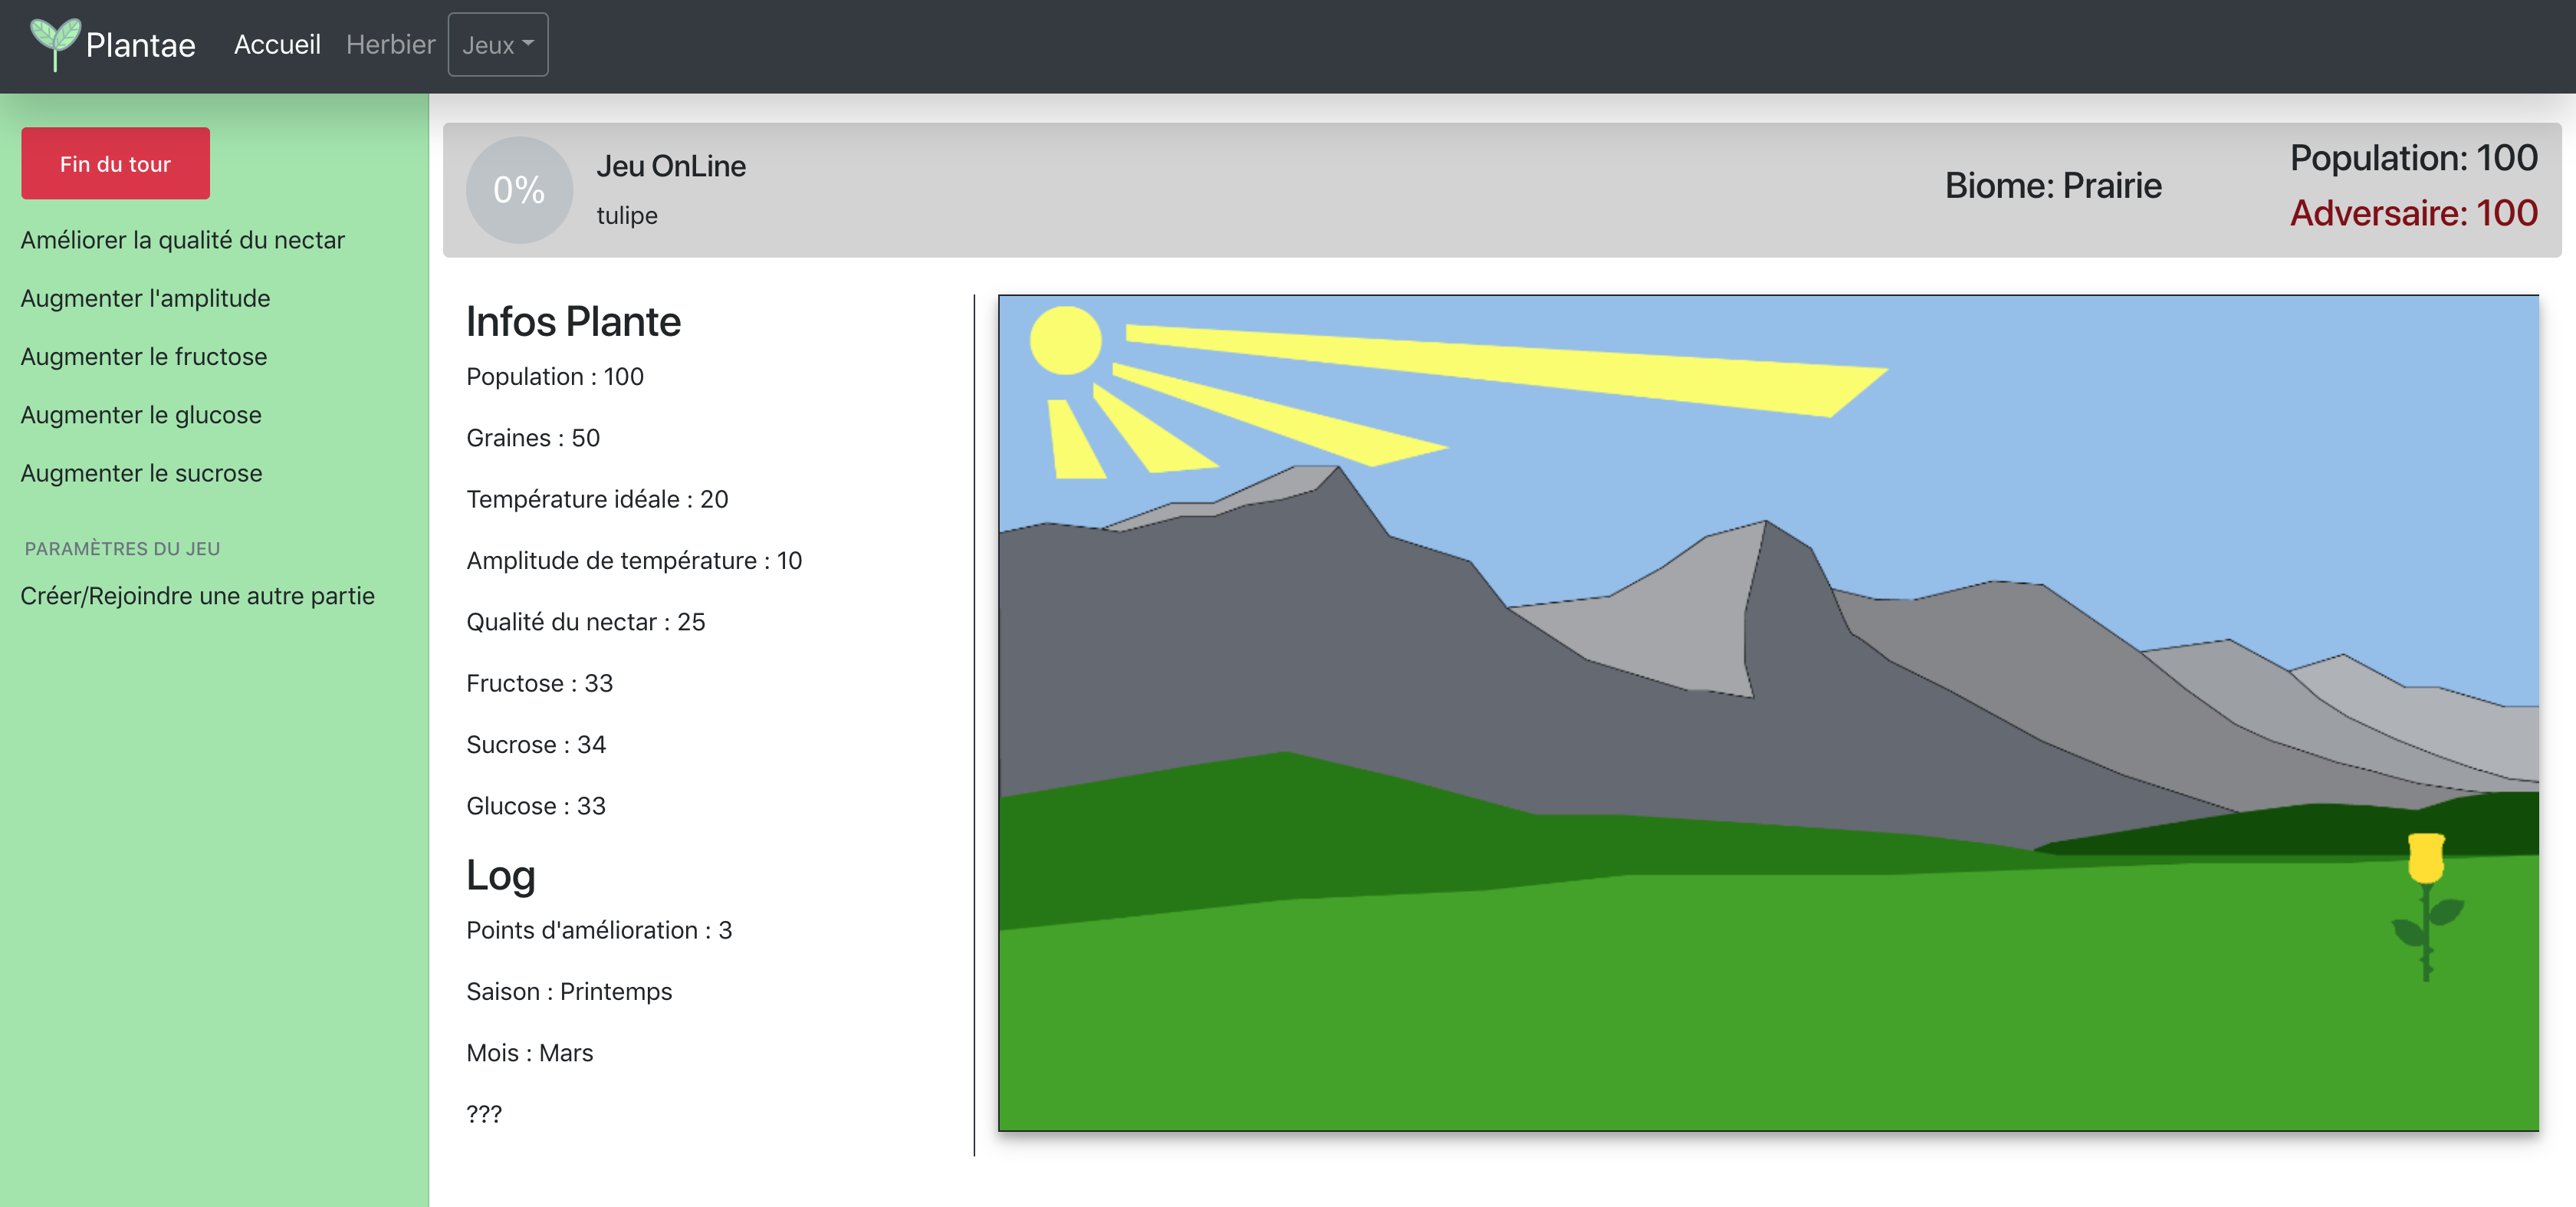 Plantae Accueil Herbier Jeux
Fin du tour
Améliorer la qualité du nectar
Augmenter l'amplitude
Augmenter le fructose
Augmenter le glucose
Augmenter le sucrose
PARAMÈTRES DU JEU
Créer/Rejoindre une autre partie
0%
Jeu OnLine
tulipe
Biome: Prairie
Population: 100
Adversaire: 100
Infos Plante
Population : 100
Graines : 50
Température idéale : 20
Amplitude de température : 10
Qualité du nectar : 25
Fructose : 33
Sucrose : 34
Glucose : 33
Log
Points d'amélioration : 3
Saison : Printemps
Mois : Mars
???